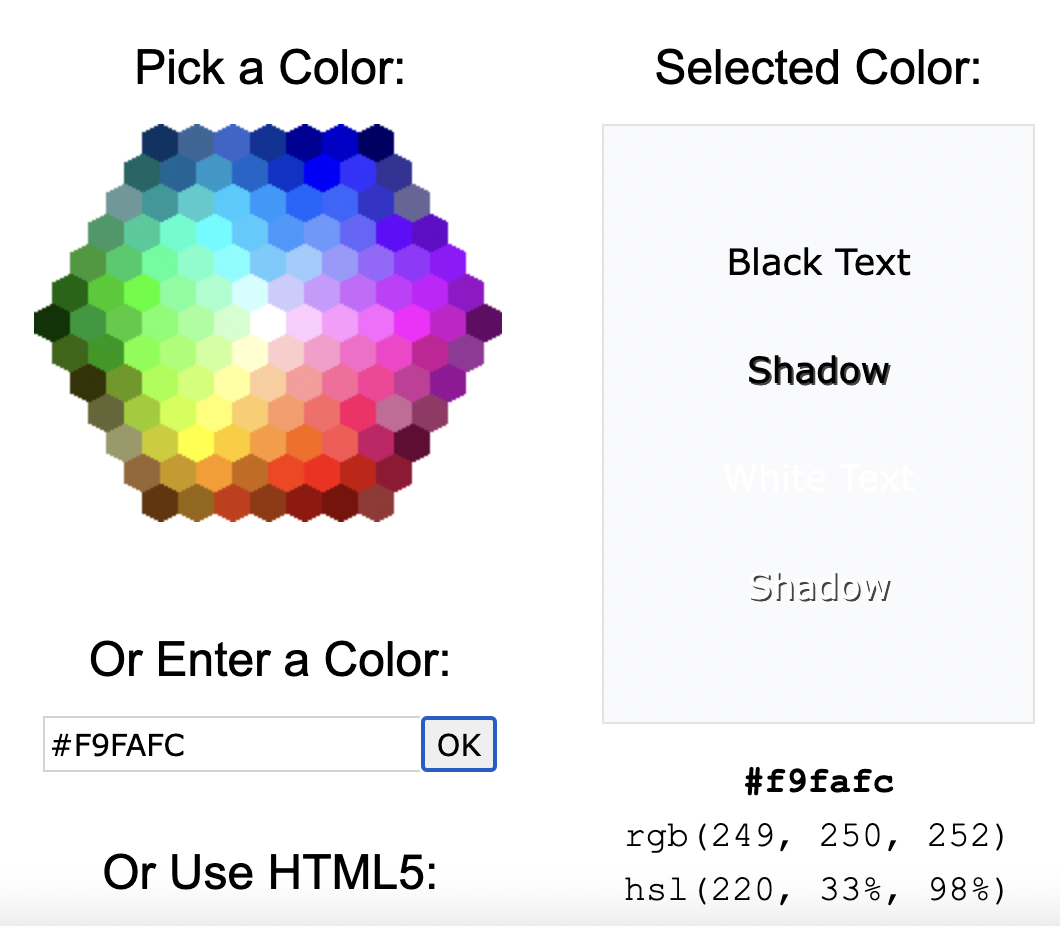 Pick a Color:
Or Enter a Color:
#F9FAFC
OK
Or Use HTML5:
Selected Color:
Black Text
Shadow
White Text
Shadow
#f9fafc
rgb(249, 250, 252)
hsl(220, 33%, 98%)